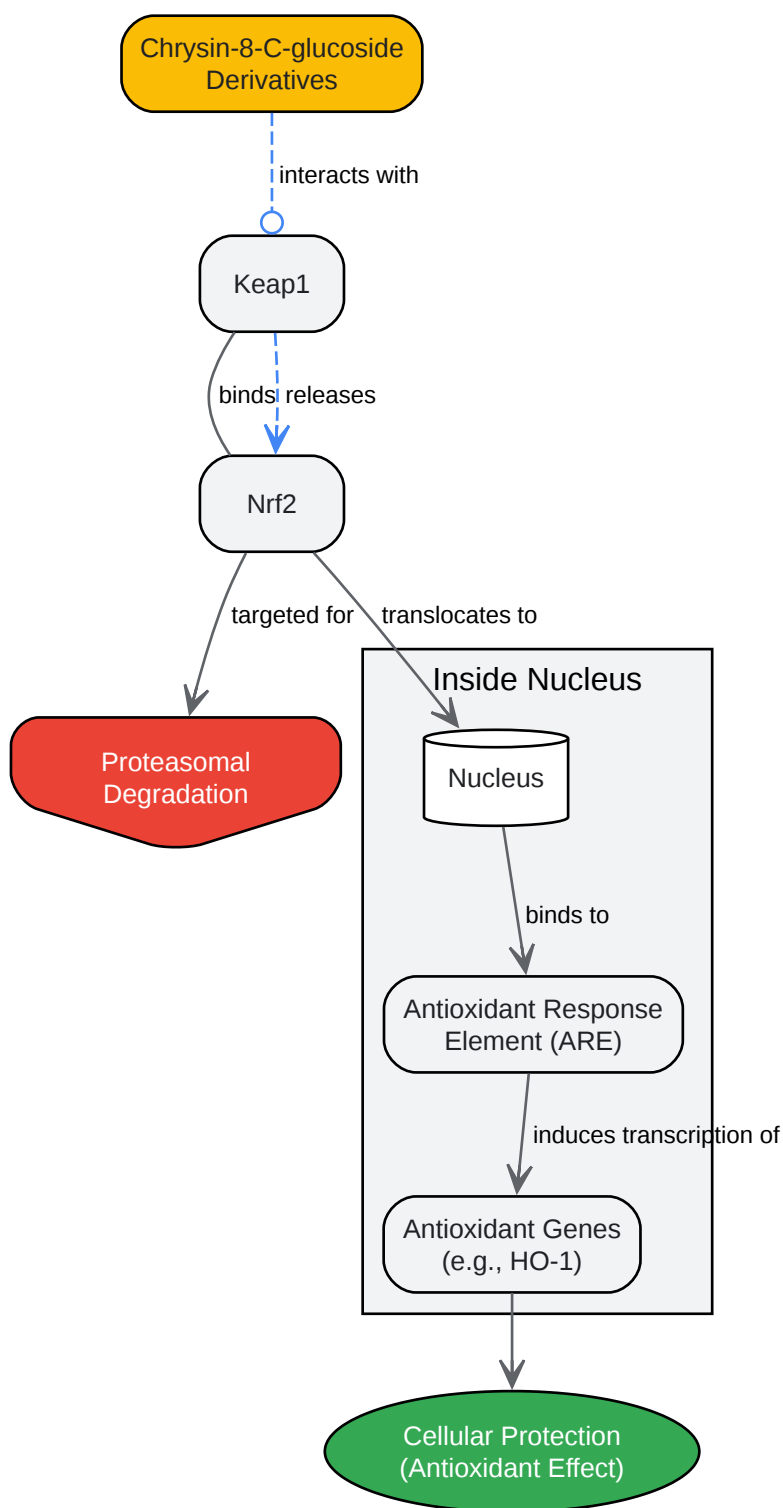 Chrysin-8-C-glucoside
Derivatives
interacts with
Keap1
binds
releases
Nrf2
targeted for
translocates to
Inside Nucleus
Proteasomal
Degradation
Nucleus
binds to
Antioxidant Response
Element (ARE)
induces transcription of
Antioxidant Genes
(e.g., HO-1)
Cellular Protection
(Antioxidant Effect)